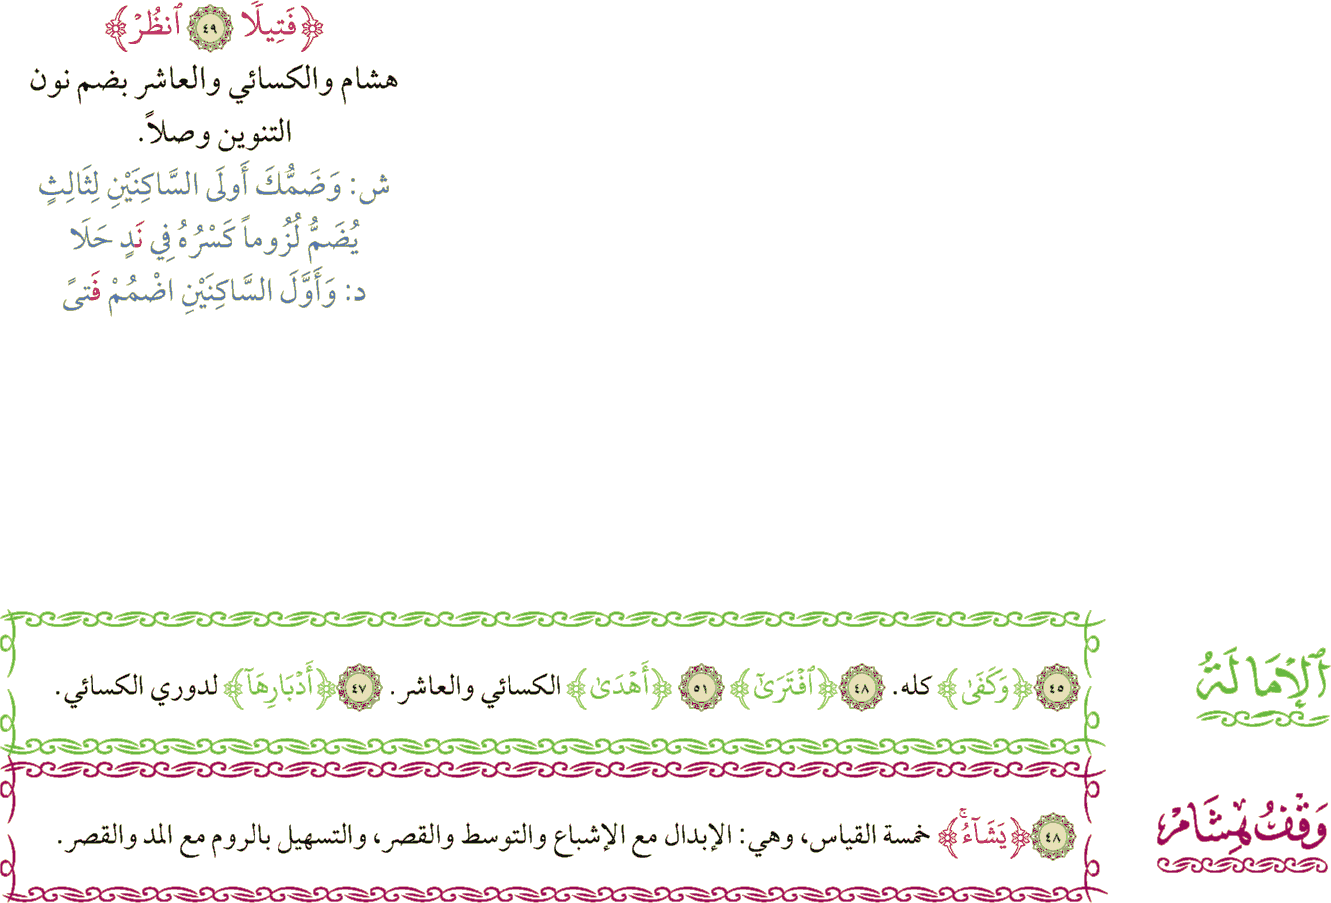 ﴿فَتِيلًا ٤٩ ٱنظُرْ﴾
هشام والكسائي والعاشر بضم نون
التنوين وصلاً.
ش: وَضَمُّكَ أَولَى السَّاكِنَيْنِ لِثَالِثٍ
يُضَمُّ لُزُوماً كَسْرُهُ فِي نَدٍ حَلَا
د: وَأَوَّلَ السَّاكِنَيْنِ اضْمُمْ فَتىً
ٱلْإِمَالَةُ
٤٥ ﴿وَكَفَىٰ﴾ كله. ٤٨ ﴿ٱفْتَرَىٰٓ﴾ ٥١ ﴿أَهْدَىٰ﴾ الكسائي والعاشر. ٤٧ ﴿أَدْبَارِهَآ﴾ لدوري الكسائي.
وَقْفُ هِشَامْ
٤٨ ﴿يَشَآءُۚ﴾ خمسة القياس، وهي: الإبدال مع الإشباع والتوسط والقصر، والتسهيل بالروم مع المد والقصر.